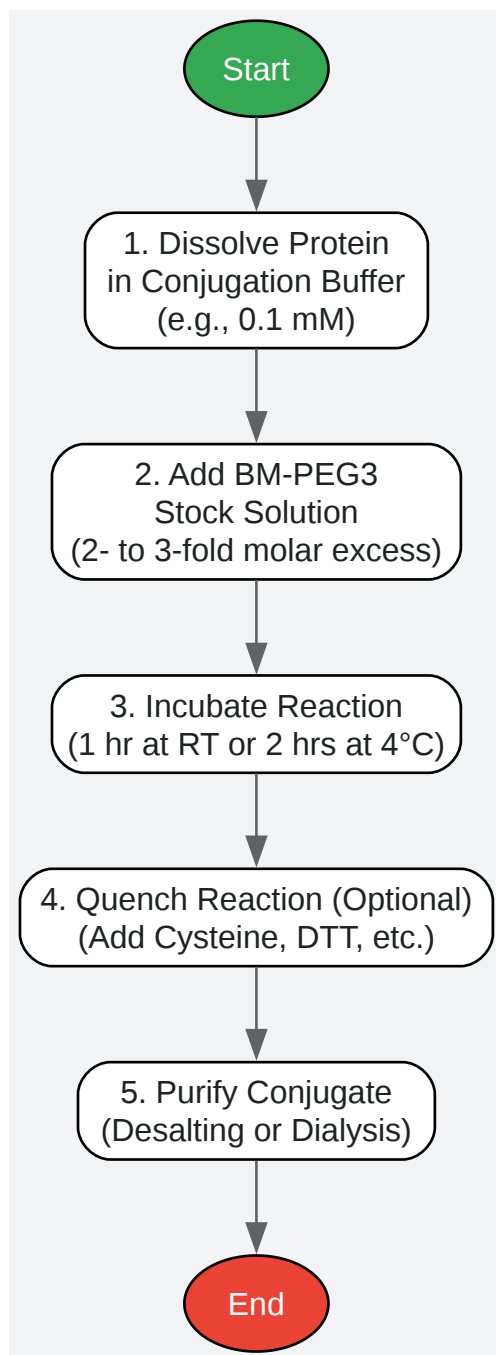 Start
1. Dissolve Protein
in Conjugation Buffer
(e.g., 0.1 mM)
2. Add BM-PEG3
Stock Solution
(2- to 3-fold molar excess)
3. Incubate Reaction
(1 hr at RT or 2 hrs at 4°C)
4. Quench Reaction (Optional)
(Add Cysteine, DTT, etc.)
5. Purify Conjugate
(Desalting or Dialysis)
End